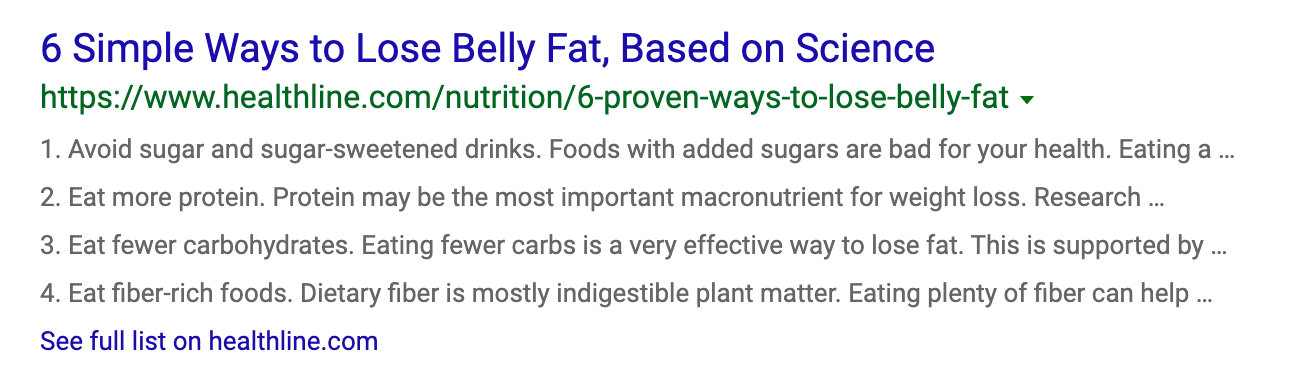 6 Simple Ways to Lose Belly Fat, Based on Science
https://www.healthline.com/nutrition/6-proven-ways-to-lose-belly-fat
1. Avoid sugar and sugar-sweetened drinks. Foods with added sugars are bad for your health. Eating a ...
2. Eat more protein. Protein may be the most important macronutrient for weight loss. Research ...
3. Eat fewer carbohydrates. Eating fewer carbs is a very effective way to lose fat. This is supported by ...
4. Eat fiber-rich foods. Dietary fiber is mostly indigestible plant matter. Eating plenty of fiber can help ...
See full list on healthline.com